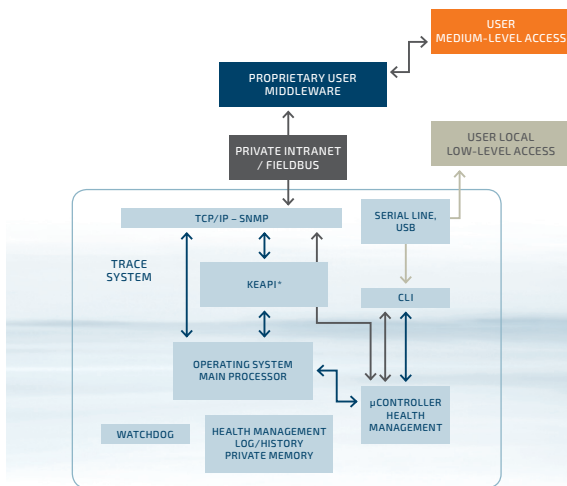 USER
MEDIUM-LEVEL ACCESS
PROPRIETARY USER
MIDDLEWARE
USER LOCAL
LOW-LEVEL ACCESS
PRIVATE INTRANET
/ FIELDBUS
TCP/IP – SNMP
SERIAL LINE,
USB
TRACE
SYSTEM
KEAPI*
CLI
OPERATING SYSTEM
MAIN PROCESSOR
µCONTROLLER
HEALTH
MANAGEMENT
WATCHDOG
HEALTH MANAGEMENT
LOG/HISTORY
PRIVATE MEMORY